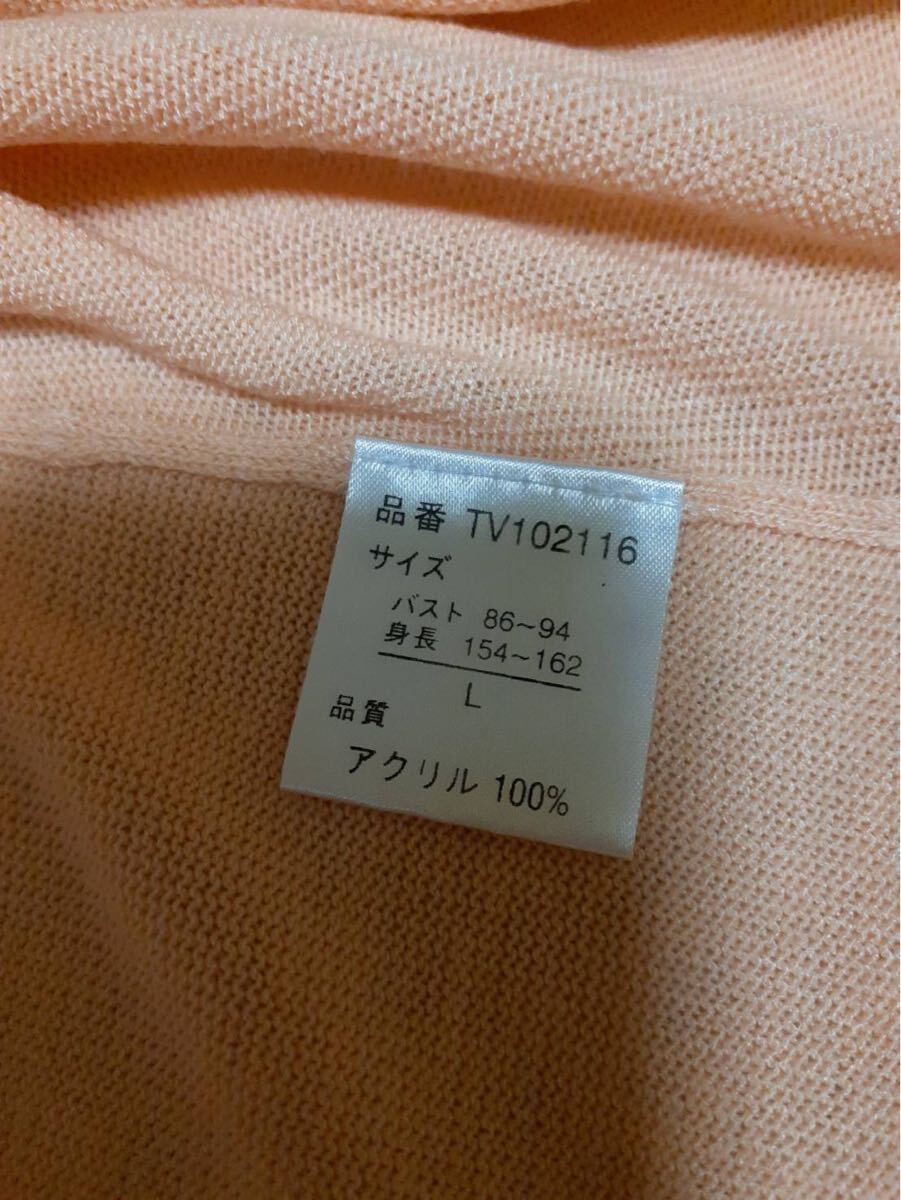 品番 TV102116
サイズ
バスト 86~94
身長 154~162
L
品質
アクリル 100%